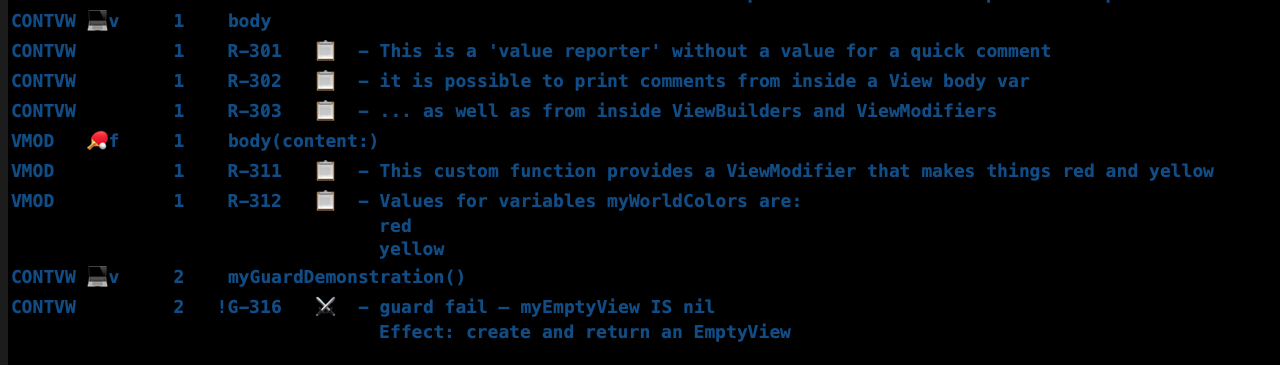 CONTVW 💻v 1 body
CONTVW 1 R–301 📋 – This is a 'value reporter' without a value for a quick comment
CONTVW 1 R–302 📋 – it is possible to print comments from inside a View body var
CONTVW 1 R–303 📋 – ... as well as from inside ViewBuilders and ViewModifiers
VMOD 🏓f 1 body(content:)
VMOD 1 R–311 📋 – This custom function provides a ViewModifier that makes things red and yellow
VMOD 1 R–312 📋 – Values for variables myWorldColors are:
red
yellow
CONTVW 💻v 2 myGuardDemonstration()
CONTVW 2 !G–316 ⚔️ – guard fail – myEmptyView IS nil
Effect: create and return an EmptyView